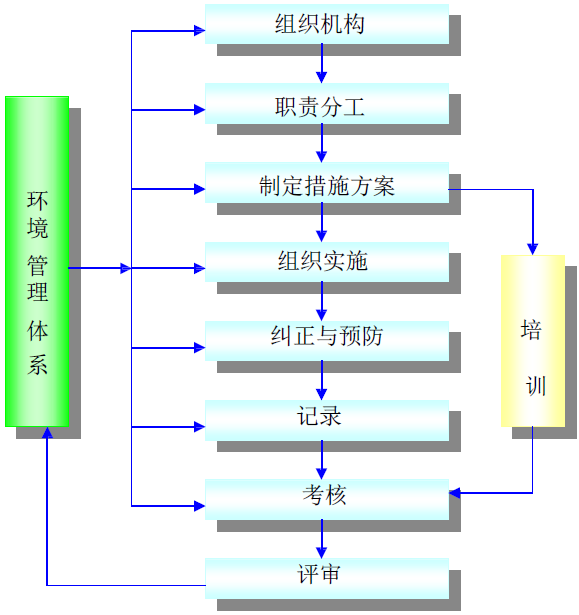 组织机构
职责分工
制定措施方案
组织实施
纠正与预防
记录
考核
评审
环境管理体系
培训